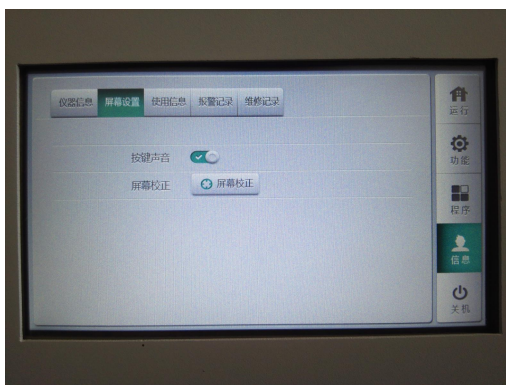 仪器信息 屏幕设置 使用信息 报警记录 维修记录
按键声音
屏幕校正 屏幕校正
运行
功能
程序
信息
关机